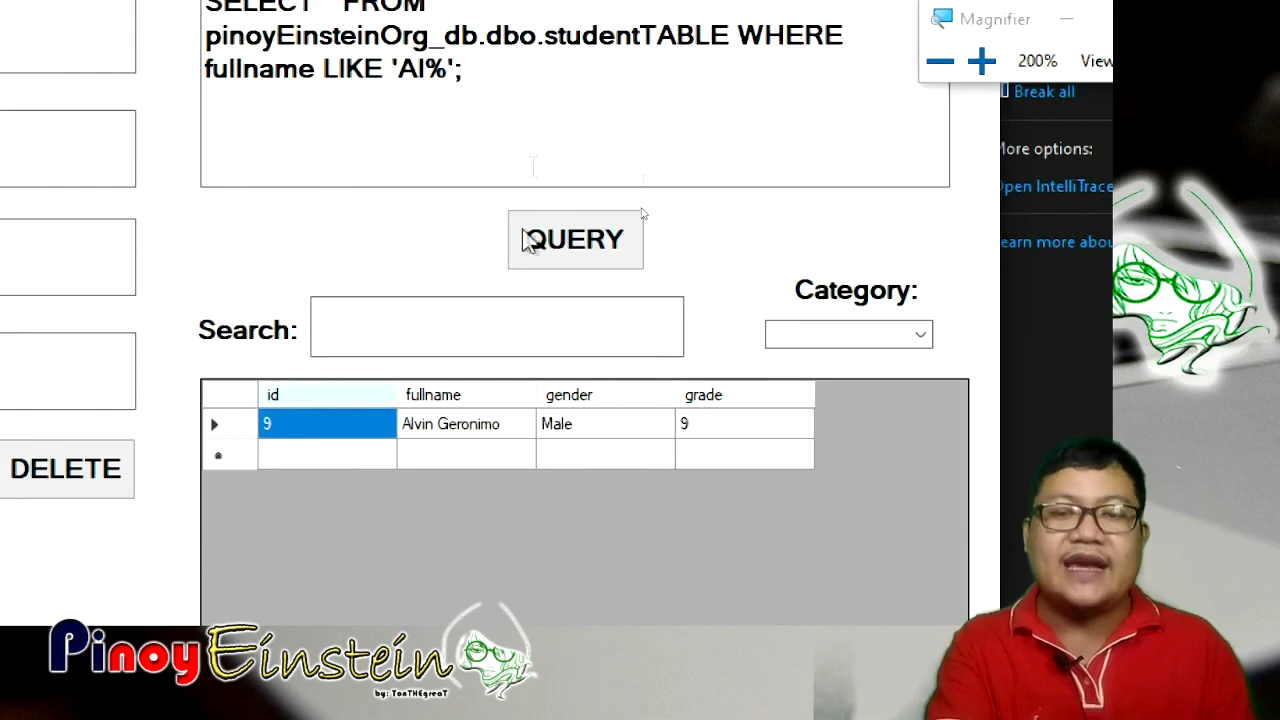 SELECT * FROM
pinoyEinsteinOrg_db.dbo.studentTABLE WHERE
fullname LIKE 'Al%';
Magnifier
200%
View
Break all
More options:
Open IntelliTrace
earn more abou
QUERY
Category:
Search:
id fullname gender grade
9 Alvin Geronimo Male 9
DELETE
PinoyEinstein
by: TonTHEgreaT